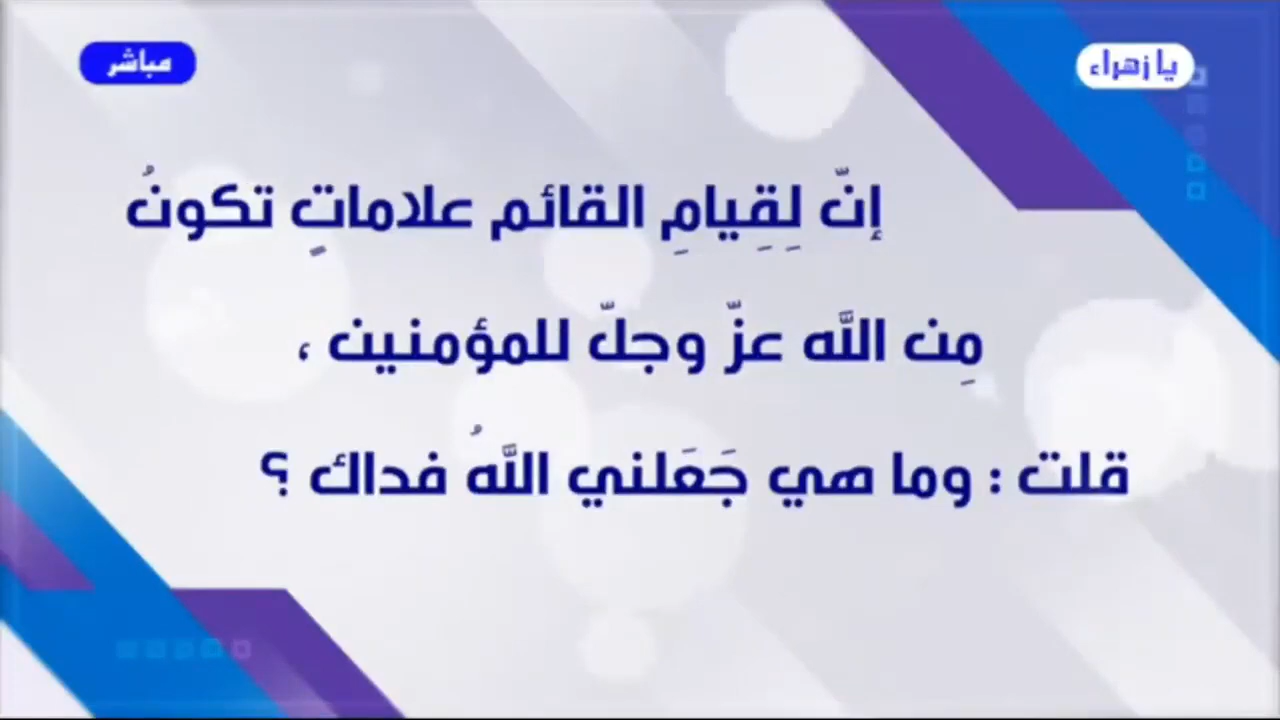 يا زهراء
مباشر
إنّ لِقِيامِ القائم علاماتٍ تكونُ
مِن اللَّه عزّ وجلّ للمؤمنين ،
قلت : وما هي جَعَلني اللَّهُ فداك ؟